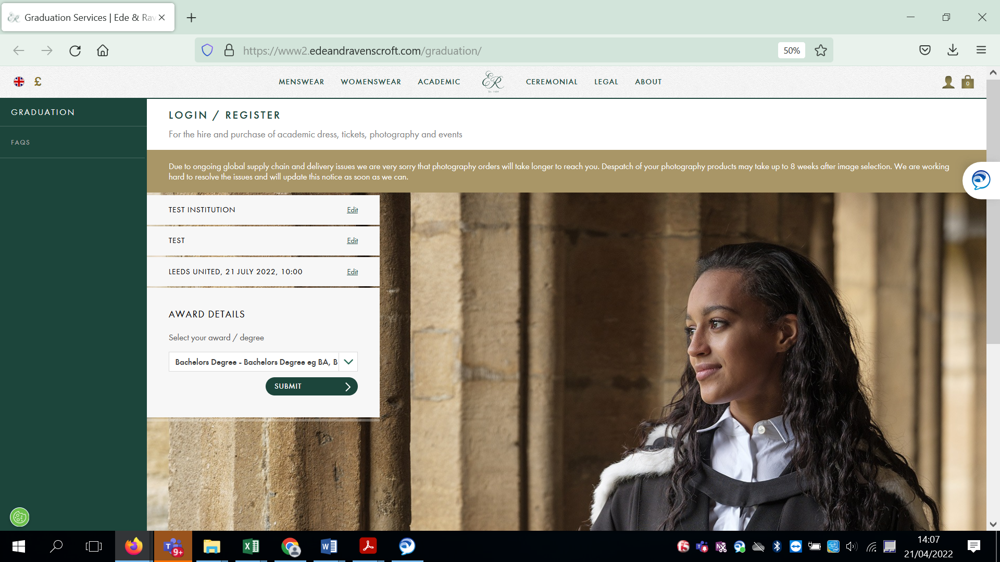 Graduation Services | Ede & Rav
https://www2.edeandravenscroft.com/graduation/
50%
£
MENSWEAR
WOMENSWEAR
ACADEMIC
ER
CEREMONIAL
LEGAL
ABOUT
0
GRADUATION
FAQS
LOGIN / REGISTER
For the hire and purchase of academic dress, tickets, photography and events
Due to ongoing global supply chain and delivery issues we are very sorry that photography orders will take longer to reach you. Despatch of your photography products may take up to 8 weeks after image selection. We are working
hard to resolve the issues and will update this notice as soon as we can.
TEST INSTITUTION Edit
TEST Edit
LEEDS UNITED, 21 JULY 2022, 10:00 Edit
AWARD DETAILS
Select your award / degree
Bachelors Degree - Bachelors Degree eg BA, B
SUBMIT
9+
14:07
21/04/2022